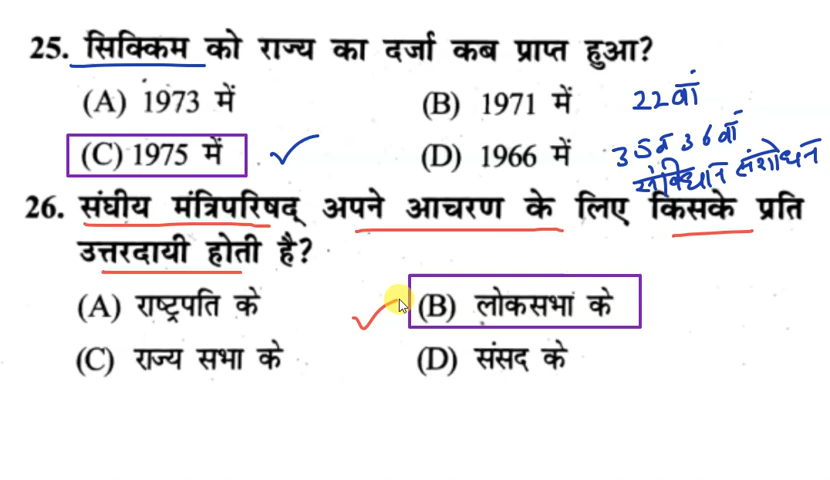 25. सिक्किम को राज्य का दर्जा कब प्राप्त हुआ?
(A) 1973 में (B) 1971 में 22वां
(C) 1975 में (D) 1966 में 35 व 36वां
संविधान संशोधन
26. संघीय मंत्रिपरिषद् अपने आचरण के लिए किसके प्रति
उत्तरदायी होती है?
(A) राष्ट्रपति के (B) लोकसभा के
(C) राज्य सभा के (D) संसद के